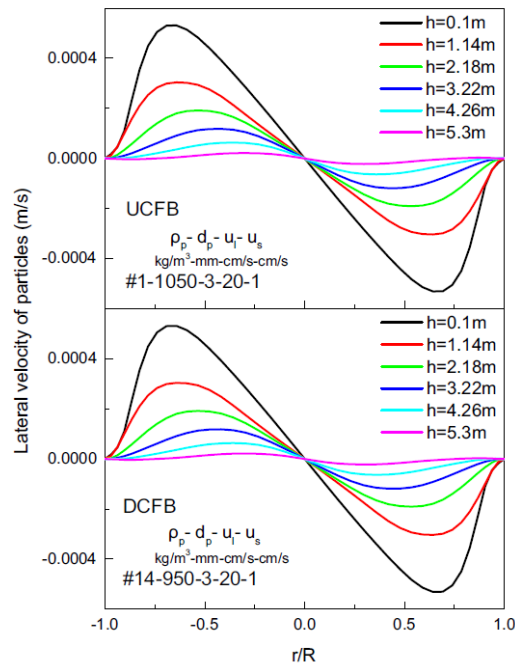 Lateral velocity of particles (m/s)
0.0004
0.0000
-0.0004
h=0.1m
h=1.14m
h=2.18m
h=3.22m
h=4.26m
h=5.3m
UCFB
ρp- dp- ul- us
kg/m³-mm-cm/s-cm/s
#1-1050-3-20-1
0.0004
0.0000
-0.0004
h=0.1m
h=1.14m
h=2.18m
h=3.22m
h=4.26m
h=5.3m
DCFB
ρp- dp- ul- us
kg/m³-mm-cm/s-cm/s
#14-950-3-20-1
-1.0 -0.5 0.0 0.5 1.0
r/R